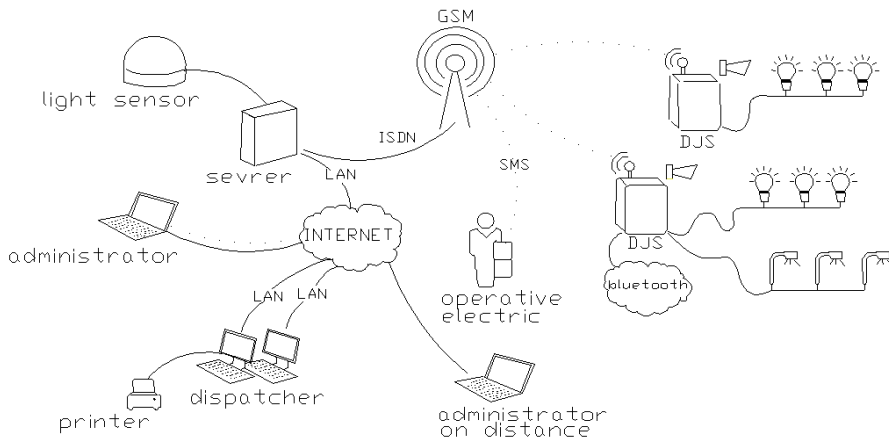 GSM
light sensor
ISDN
DJS
sevrer
LAN
SMS
administrator
INTERNET
DJS
LAN
LAN
operative
electric
bluetooth
dispatcher
printer
administrator
on distance